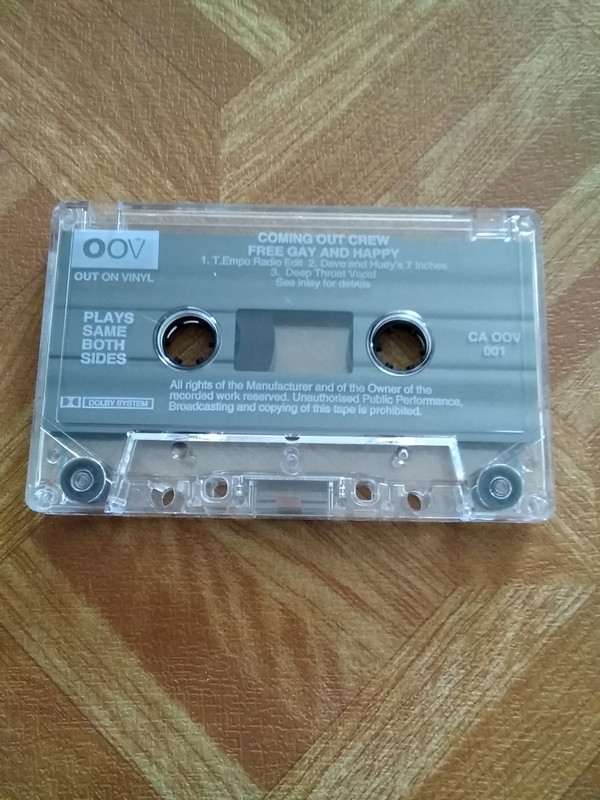 OOV
OUT ON VINYL
COMING OUT CREW
FREE GAY AND HAPPY
1. T.Empo Radio Edit 2. Dave and Huey's 7 Inches
3. Deep Throat Vopsl
See inlay for details
PLAYS
SAME
BOTH
SIDES
CA OOV
001
DOLBY SYSTEM
All rights of the Manufacturer and of the Owner of the
recorded work reserved. Unauthorised Public Performance,
Broadcasting and copying of this tape is prohibited.